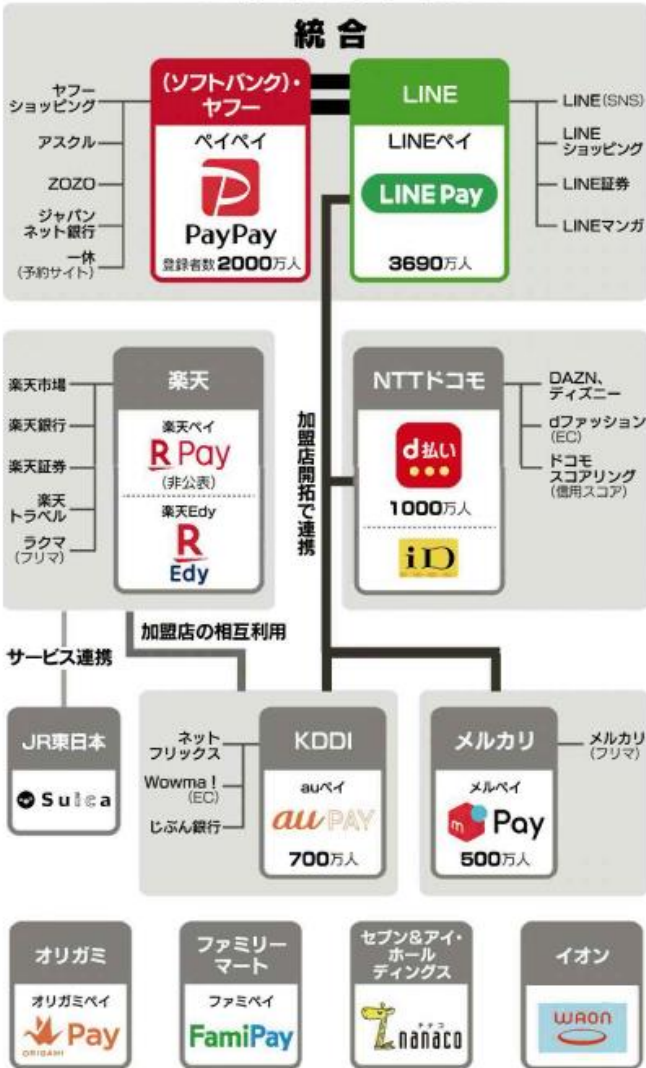 統合
(ソフトバンク)・
ヤフー
ペイペイ
PayPay
登録者数2000万人
LINE
LINEペイ
LINE Pay
3690万人
ヤフー
ショッピング
アスクル
ZOZO
ジャパン
ネット銀行
一休
(予約サイト)
LINE(SNS)
LINE
ショッピング
LINE証券
LINEマンガ
楽天市場
楽天銀行
楽天証券
楽天
トラベル
ラクマ
(フリマ)
楽天
楽天ペイ
R Pay
(非公表)
楽天Edy
R
Edy
加盟店開拓で連携
NTTドコモ
d払い
1000万人
iD
DAZN、
ディズニー
dファッション
(EC)
ドコモ
スコアリング
(信用スコア)
サービス連携
加盟店の相互利用
JR東日本
Suica
ネット
フリックス
Wowma!
(EC)
じぶん銀行
KDDI
auペイ
au PAY
700万人
メルカリ
メルペイ
m Pay
500万人
メルカリ
(フリマ)
オリガミ
オリガミペイ
Pay
ORIGAMI
ファミリー
マート
ファミペイ
FamiPay
セブン&アイ・
ホール
ディングス
ナナコ
nanaco
イオン
WAON